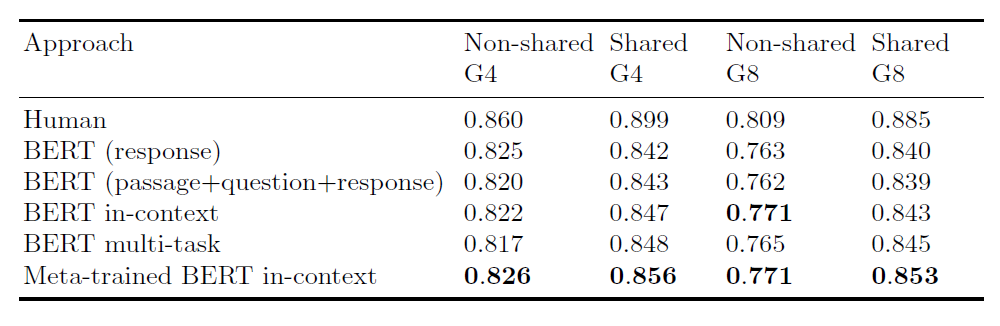 Approach Non-shared G4 Shared G4 Non-shared G8 Shared G8
Human 0.860 0.899 0.809 0.885
BERT (response) 0.825 0.842 0.763 0.840
BERT (passage+question+response) 0.820 0.843 0.762 0.839
BERT in-context 0.822 0.847 0.771 0.843
BERT multi-task 0.817 0.848 0.765 0.845
Meta-trained BERT in-context 0.826 0.856 0.771 0.853